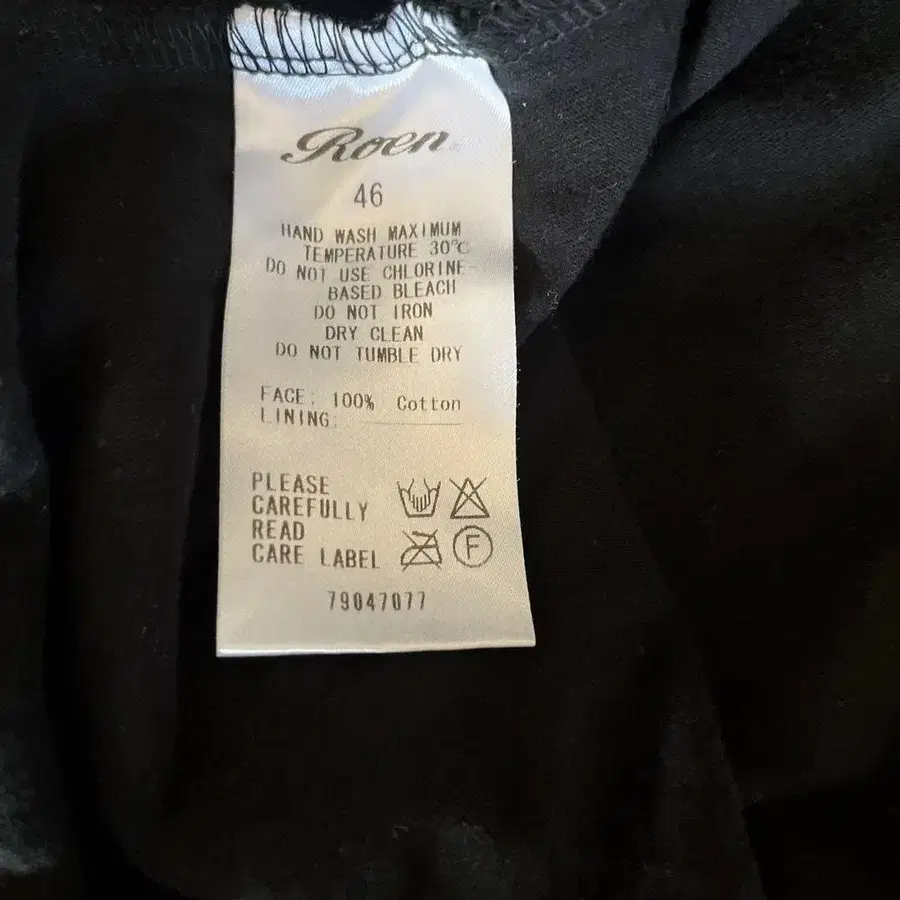 Roen
46
HAND WASH MAXIMUM
TEMPERATURE 30℃
DO NOT USE CHLORINE-
BASED BLEACH
DO NOT IRON
DRY CLEAN
DO NOT TUMBLE DRY
FACE: 100% Cotton
LINING:
PLEASE
CAREFULLY
READ
CARE LABEL
F
79047077